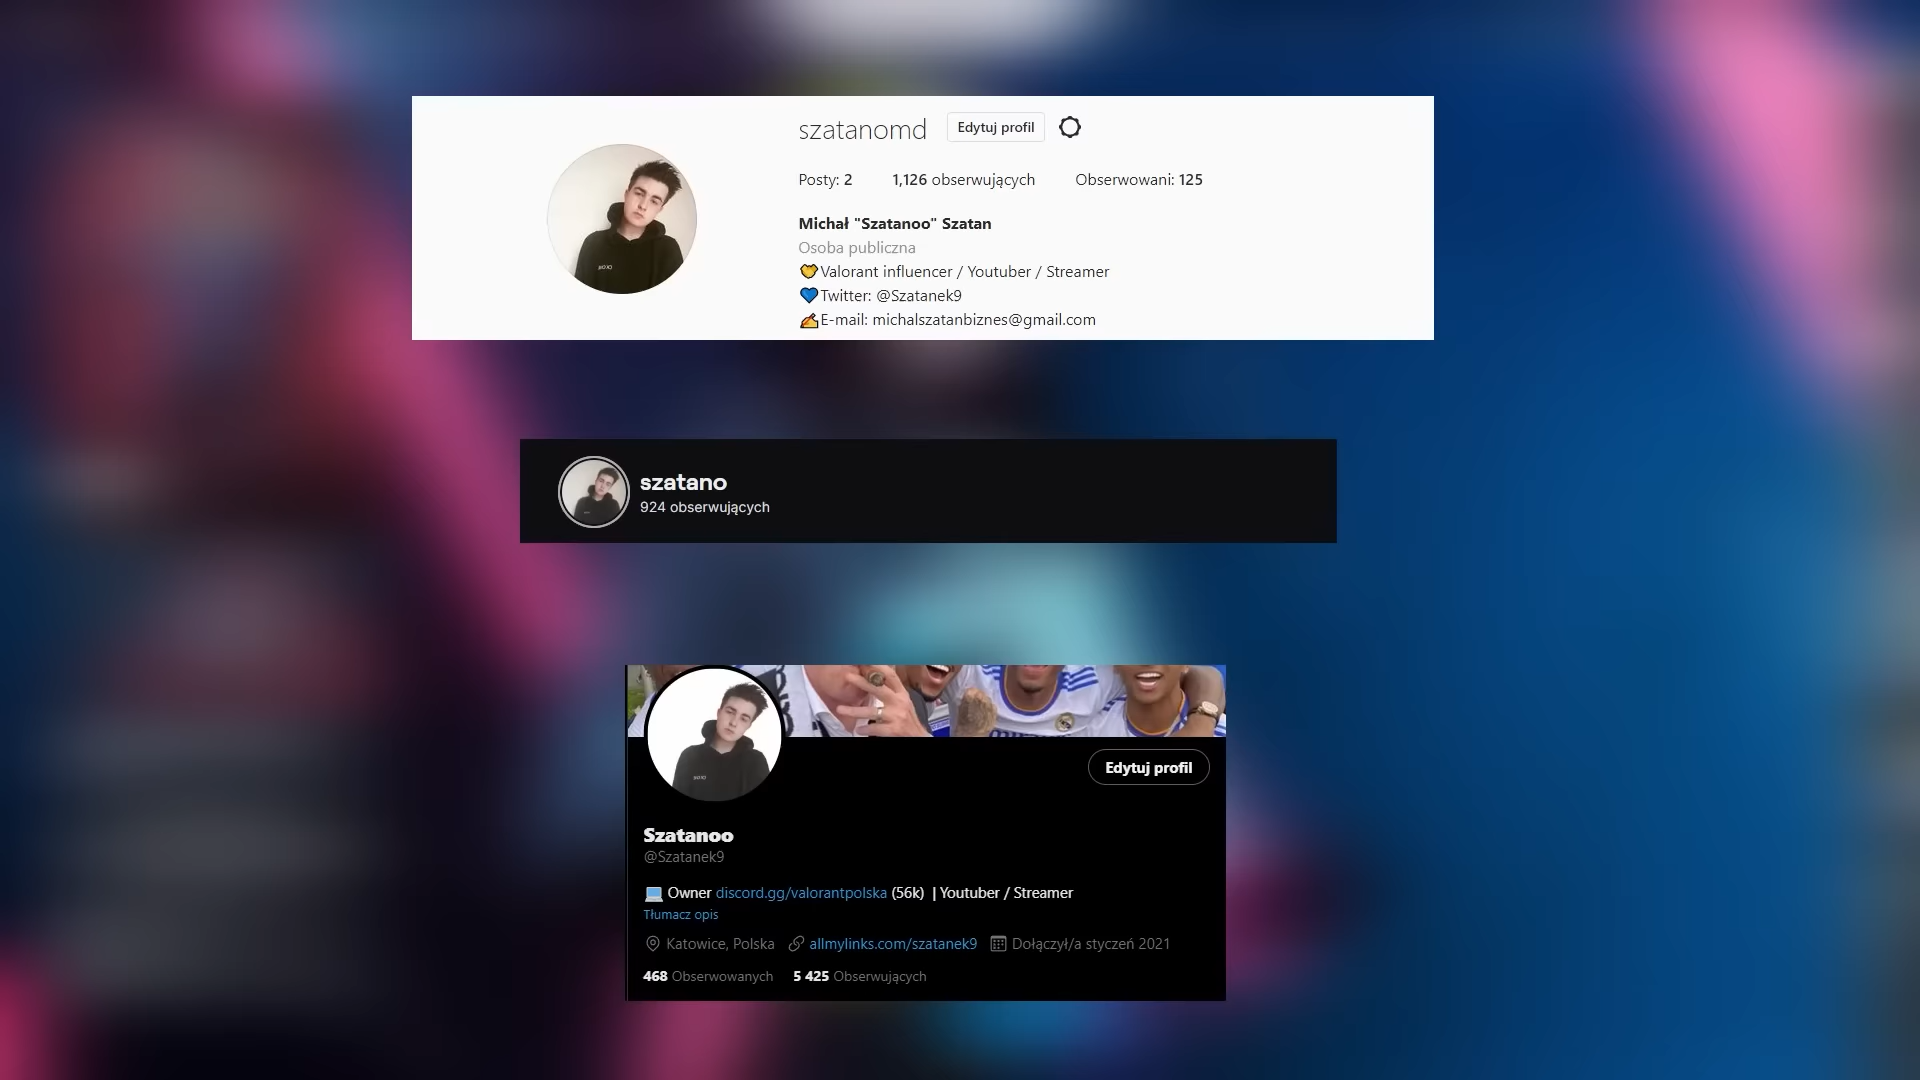 szatanomd Edytuj profil
Posty: 2 1,126 obserwujących Obserwowani: 125
Michał "Szatanoo" Szatan
Osoba publiczna
Valorant influencer / Youtuber / Streamer
Twitter: @Szatanek9
E-mail: michalszatanbiznes@gmail.com
szatano
924 obserwujących
Edytuj profil
Szatanoo
@Szatanek9
Owner discord.gg/valorantpolska (56k) | Youtuber / Streamer
Tłumacz opis
Katowice, Polska allmylinks.com/szatanek9 Dołączył/a styczeń 2021
468 Obserwowanych 5 425 Obserwujących